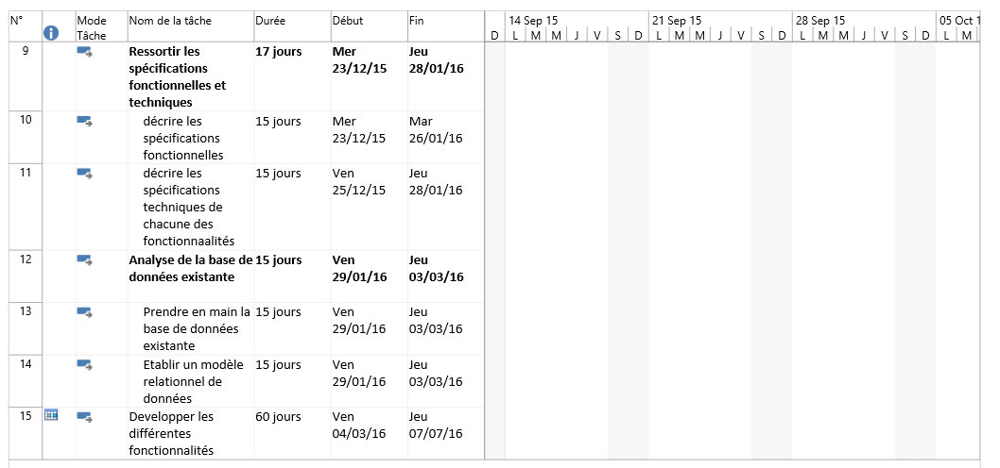 N° Mode Nom de la tâche Durée Début Fin 14 Sep 15 21 Sep 15 28 Sep 15 05 Oct 1
Tâche D L M M J V S D L M M J V S D L M M J V S D L M
9 Ressortir les 17 jours Mer Jeu
spécifications 23/12/15 28/01/16
fonctionnelles et
techniques
10 décrire les 15 jours Mer Mar
spécifications 23/12/15 26/01/16
fonctionnelles
11 décrire les 15 jours Ven Jeu
spécifications 25/12/15 28/01/16
techniques de
chacune des
fonctionnaalités
12 Analyse de la base de 15 jours Ven Jeu
données existante 29/01/16 03/03/16
13 Prendre en main la 15 jours Ven Jeu
base de données 29/01/16 03/03/16
existante
14 Etablir un modèle 15 jours Ven Jeu
relationnel de 29/01/16 03/03/16
données
15 Developper les 60 jours Ven Jeu
différentes 04/03/16 07/07/16
fonctionnalités